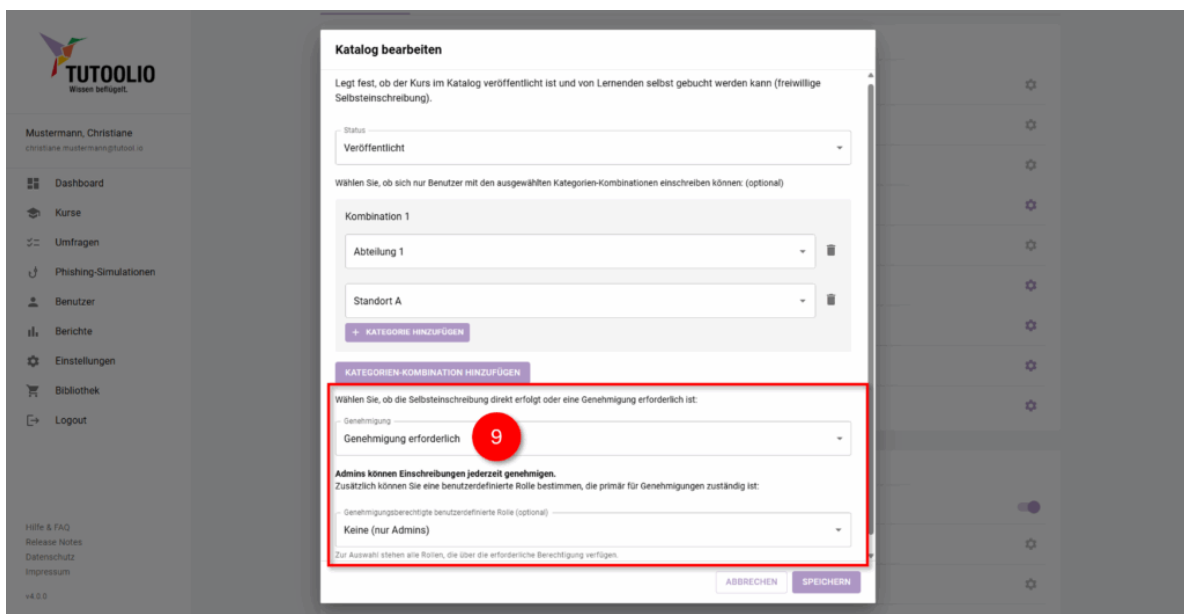 TUTOOLIO
Wissen beflügelt.
Mustermann, Christiane
christiane.mustermann@tutool.io
Dashboard
Kurse
Umfragen
Phishing-Simulationen
Benutzer
Berichte
Einstellungen
Bibliothek
Logout
Hilfe & FAQ
Release Notes
Datenschutz
Impressum
v4.0.0
Katalog bearbeiten
Legt fest, ob der Kurs im Katalog veröffentlicht ist und von Lernenden selbst gebucht werden kann (freiwillige
Selbsteinschreibung).
Status
Veröffentlicht
Wählen Sie, ob sich nur Benutzer mit den ausgewählten Kategorien-Kombinationen einschreiben können: (optional)
Kombination 1
Abteilung 1
Standort A
+ KATEGORIE HINZUFÜGEN
KATEGORIEN-KOMBINATION HINZUFÜGEN
Wählen Sie, ob die Selbsteinschreibung direkt erfolgt oder eine Genehmigung erforderlich ist:
Genehmigung
Genehmigung erforderlich
9
Admins können Einschreibungen jederzeit genehmigen.
Zusätzlich können Sie eine benutzerdefinierte Rolle bestimmen, die primär für Genehmigungen zuständig ist:
Genehmigungsberechtigte benutzerdefinierte Rolle (optional)
Keine (nur Admins)
Zur Auswahl stehen alle Rollen, die über die erforderliche Berechtigung verfügen.
ABBRECHEN
SPEICHERN